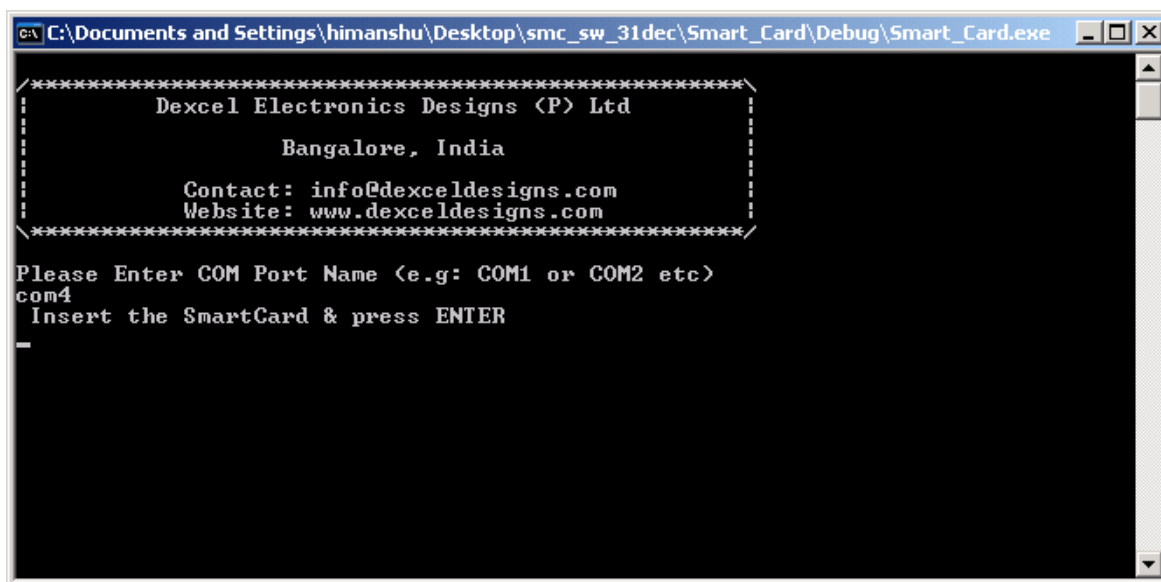 C:\Documents and Settings\himanshu\Desktop\smc_sw_31dec\Smart_Card\Debug\Smart_Card.exe
/***************************************************\
Dexcel Electronics Designs (P) Ltd
Bangalore, India
Contact: info@dexceldesigns.com
Website: www.dexceldesigns.com
\***************************************************/
Please Enter COM Port Name (e.g: COM1 or COM2 etc)
com4
Insert the SmartCard & press ENTER